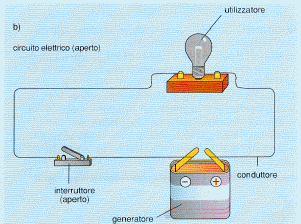 utilizzatore
b)
circuito elettrico (aperto)
conduttore
interruttore
(aperto)
generatore
− +